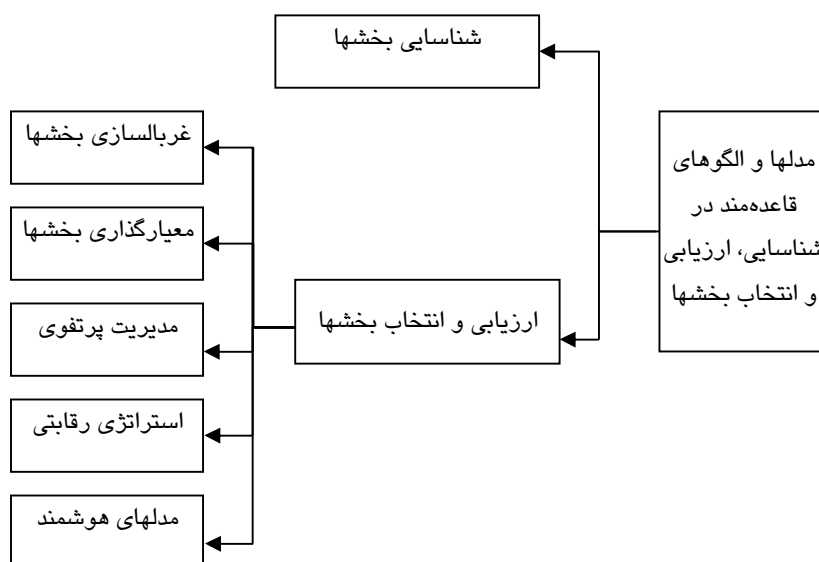 مدلها و الگوهای
قاعده‌مند در
شناسایی، ارزیابی
و انتخاب بخشها
شناسایی بخشها
ارزیابی و انتخاب بخشها
غربالسازی بخشها
معیارگذاری بخشها
مدیریت پرتفوی
استراتژی رقابتی
مدلهای هوشمند